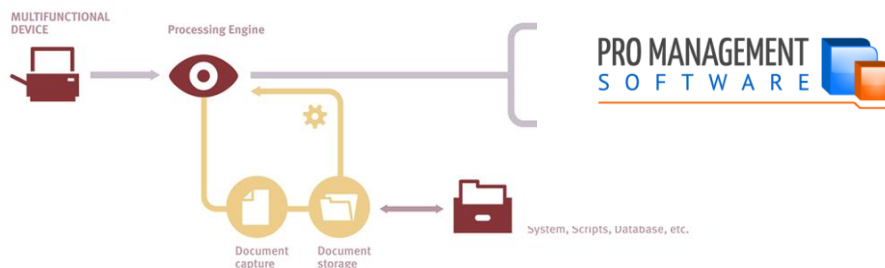 MULTIFUNCTIONAL
DEVICE
Processing Engine
PRO MANAGEMENT
SOFTWARE
System, Scripts, Database, etc.
Document
capture
Document
storage